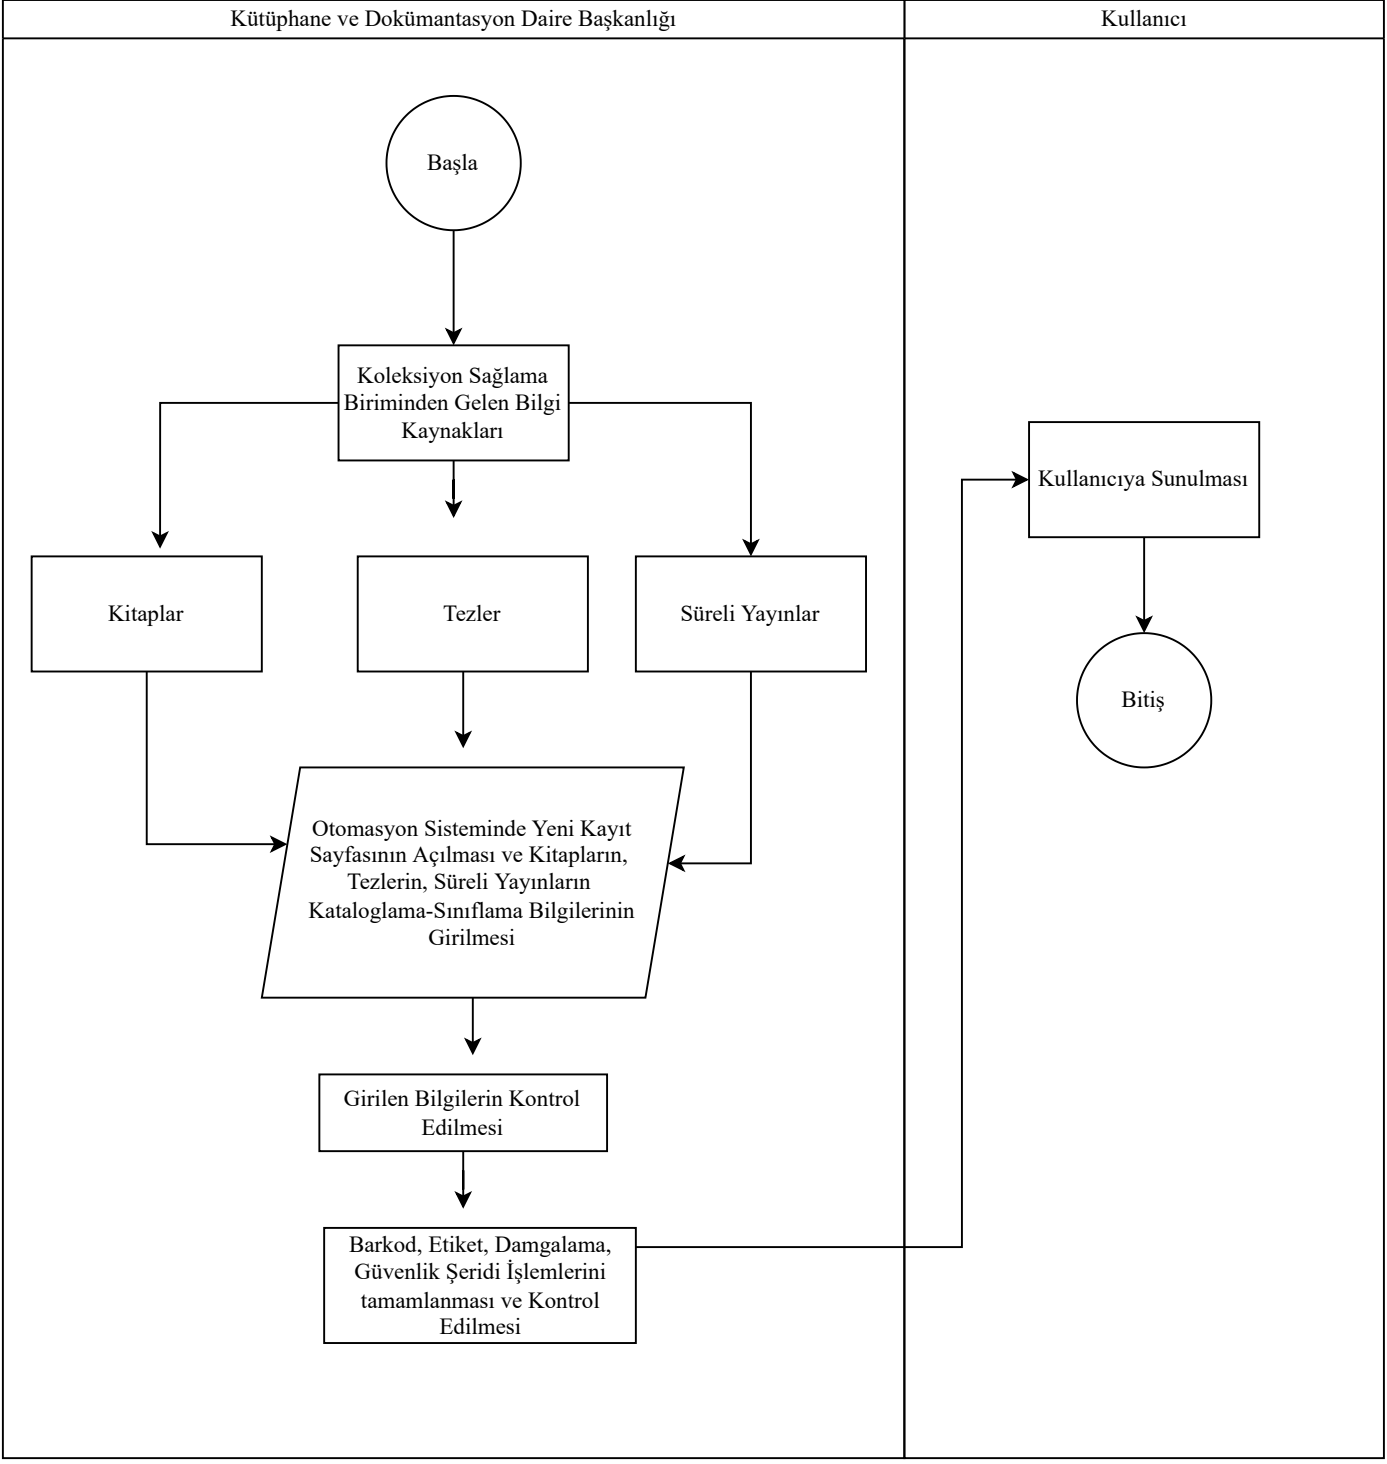 Kütüphane ve Dokümantasyon Daire Başkanlığı
Kullanıcı
Başla
Koleksiyon Sağlama
Biriminden Gelen Bilgi
Kaynakları
Kitaplar
Tezler
Süreli Yayınlar
Otomasyon Sisteminde Yeni Kayıt
Sayfasının Açılması ve Kitapların,
Tezlerin, Süreli Yayınların
Kataloglama-Sınıflama Bilgilerinin
Girilmesi
Girilen Bilgilerin Kontrol
Edilmesi
Barkod, Etiket, Damgalama,
Güvenlik Şeridi İşlemlerini
tamamlanması ve Kontrol
Edilmesi
Kullanıcıya Sunulması
Bitiş